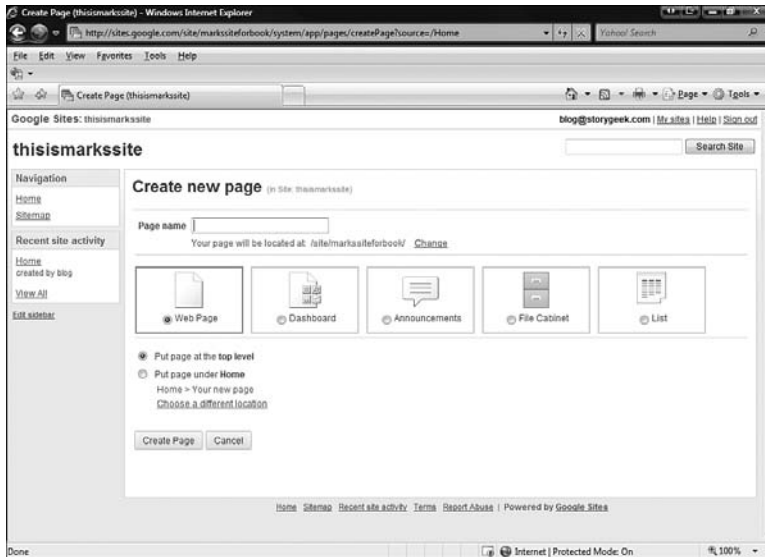 Create Page (thisismarkssite) - Windows Internet Explorer
http://sites.google.com/site/markssiteforbook/system/app/pages/createPage?source=/Home
Yahoo! Search
File Edit View Favorites Tools Help
Create Page (thisismarkssite)
Page Tools
Google Sites: thisismarkssite
blog@storygeek.com | My sites | Help | Sign out
thisismarkssite
Search Site
Navigation
Home
Sitemap
Recent site activity
Home
created by blog
View All
Edit sidebar
Create new page (in Site: thisismarkssite)
Page name
Your page will be located at: /site/markssiteforbook/ Change
Web Page
Dashboard
Announcements
File Cabinet
List
Put page at the top level
Put page under Home
Home > Your new page
Choose a different location
Create Page Cancel
Home Sitemap Recent site activity Terms Report Abuse | Powered by Google Sites
Done
Internet | Protected Mode: On
100%